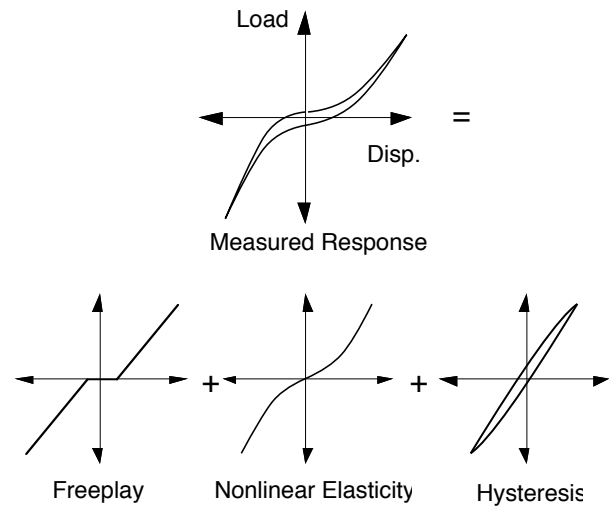 Load
=
Disp.
Measured Response
+
+
Freeplay
Nonlinear Elasticity
Hysteresis